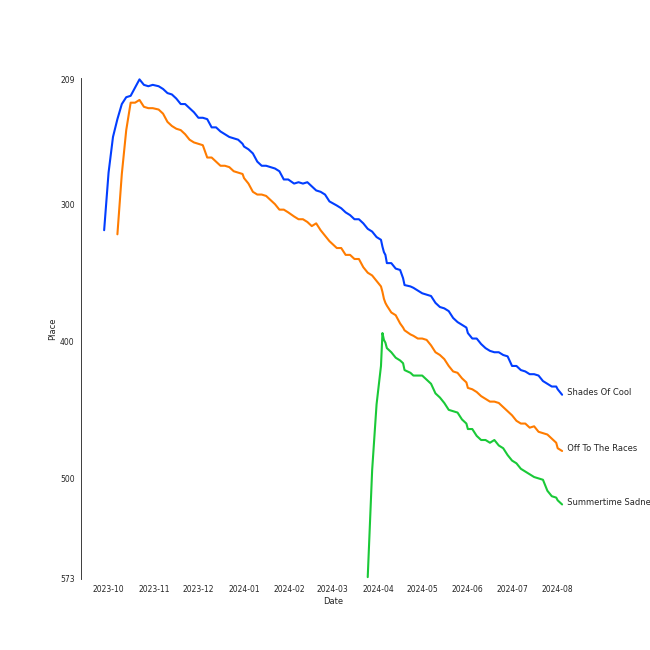 209
300
400
500
573
Place
2023-10 2023-11 2023-12 2024-01 2024-02 2024-03 2024-04 2024-05 2024-06 2024-07 2024-08
Date
Shades Of Cool
Off To The Races
Summertime Sadne